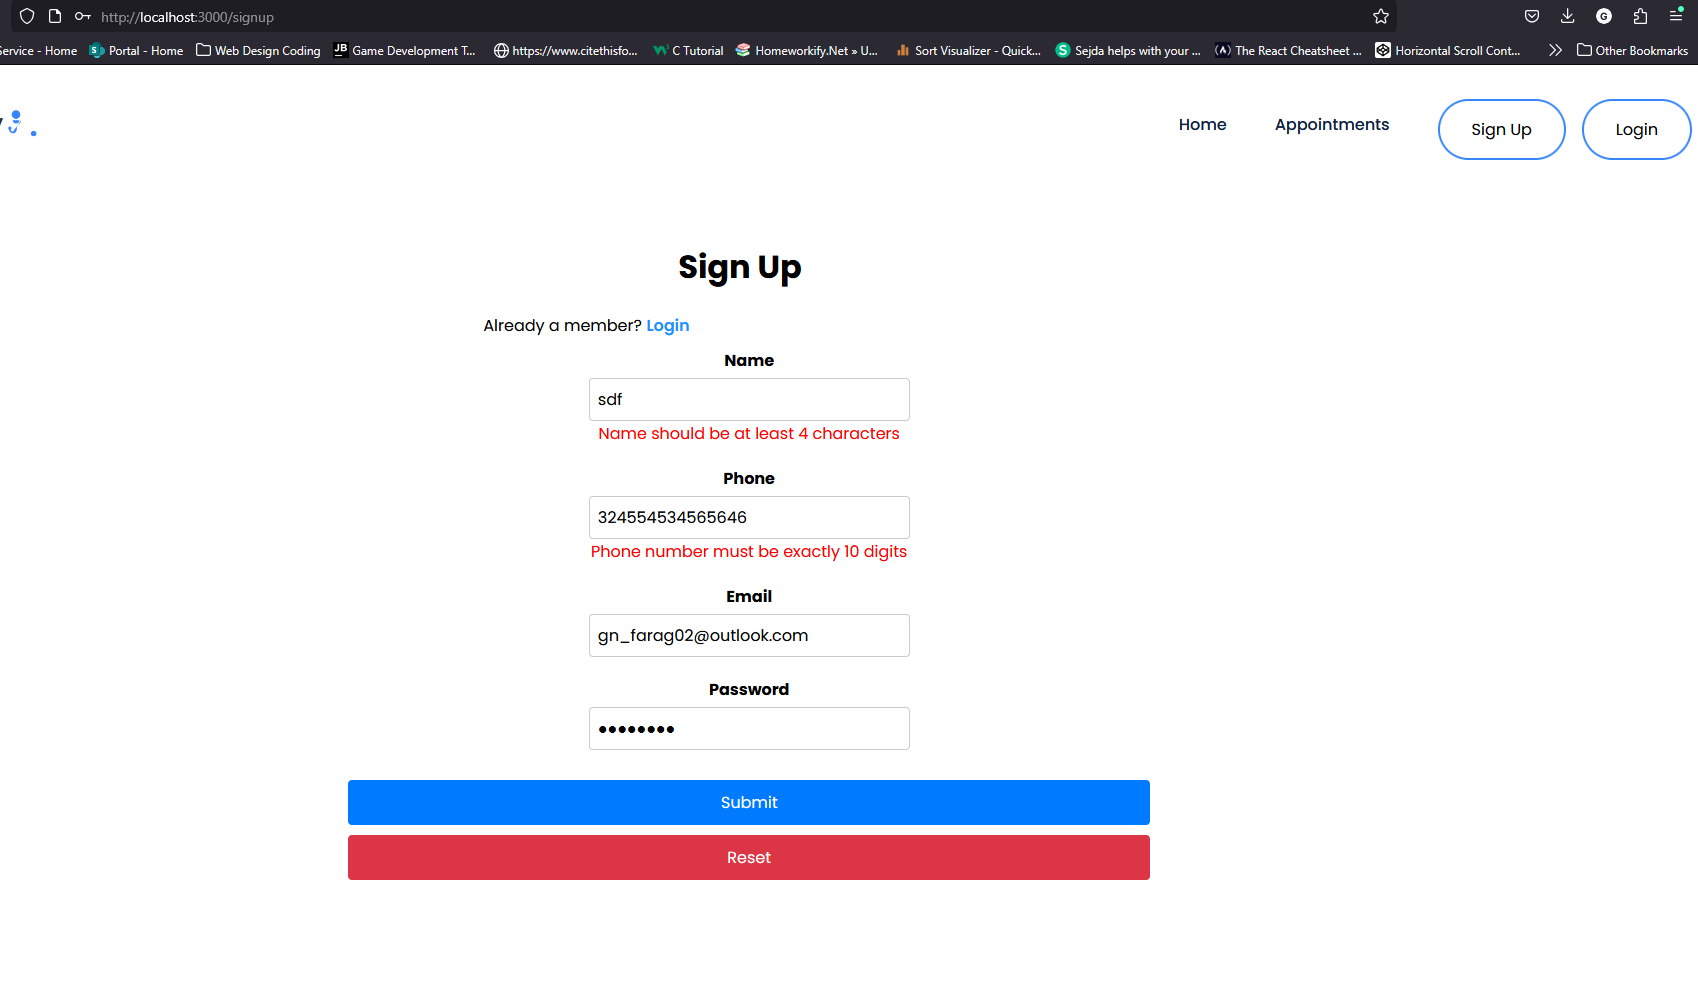 http://localhost:3000/signup
Service - Home
Portal - Home
Web Design Coding
JB Game Development T...
https://www.citethisfo...
C Tutorial
Homeworkify.Net » U...
Sort Visualizer - Quick...
S Sejda helps with your ...
The React Cheatsheet ...
Horizontal Scroll Cont...
Other Bookmarks
G
Home
Appointments
Sign Up
Login
Sign Up
Already a member? Login
Name
sdf
Name should be at least 4 characters
Phone
324554534565646
Phone number must be exactly 10 digits
Email
gn_farag02@outlook.com
Password
Submit
Reset